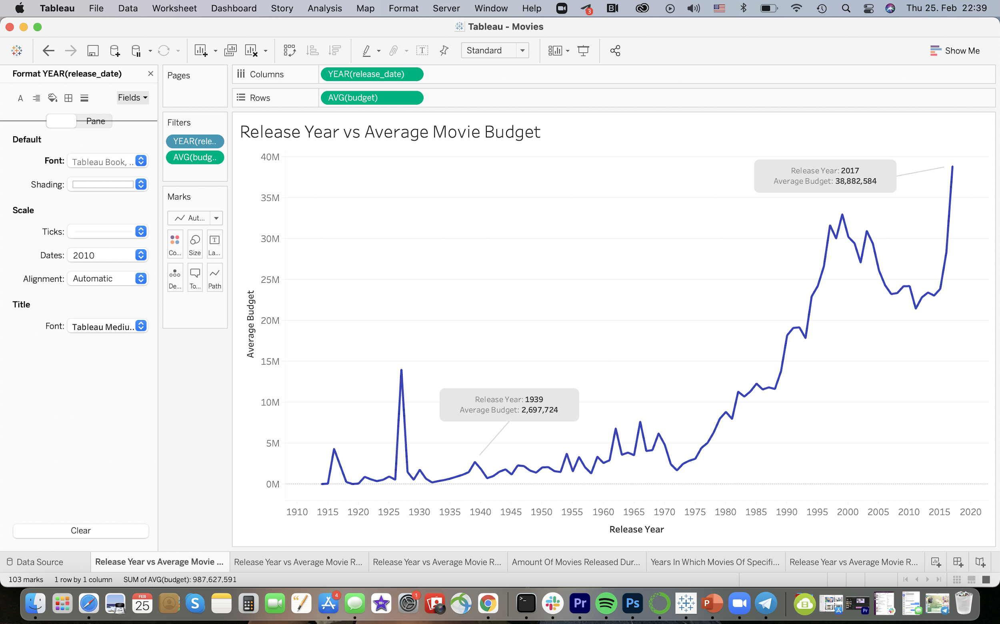 Tableau File Data Worksheet Dashboard Story Analysis Map Format Server Window Help 3 Thu 25. Feb 22:39
Tableau - Movies
Standard Show Me
Format YEAR(release_date)
Fields
Pane
Default
Font: Tableau Book, ..
Shading:
Scale
Ticks:
Dates: 2010
Alignment: Automatic
Title
Font: Tableau Mediu..
Clear
Pages
Filters
YEAR(rele..
AVG(budg..
Marks
Aut...
Co... Size La...
De... To... Path
Columns YEAR(release_date)
Rows AVG(budget)
Release Year vs Average Movie Budget
40M
35M
30M
25M
20M
15M
10M
5M
0M
Average Budget
Release Year: 2017
Average Budget: 38,882,584
Release Year: 1939
Average Budget: 2,697,724
1910 1915 1920 1925 1930 1935 1940 1945 1950 1955 1960 1965 1970 1975 1980 1985 1990 1995 2000 2005 2010 2015 2020
Release Year
Data Source Release Year vs Average Movie ... Release Year vs Average Movie R... Release Year vs Average Movie R... Amount Of Movies Released Dur... Years In Which Movies Of Specifi... Release Year vs Average Movie R...
103 marks 1 row by 1 column SUM of AVG(budget): 987,627,591
FEB
25
S
4
1
Pr
Ps
P
Pr